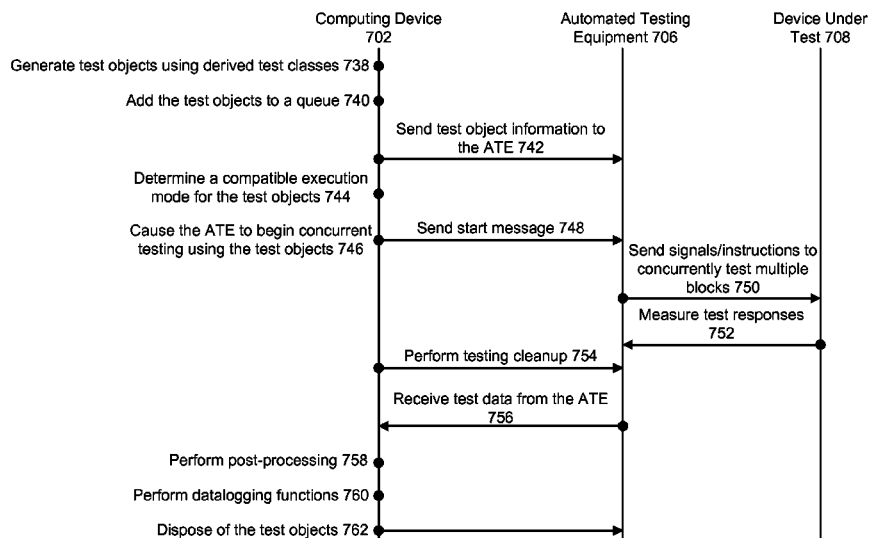 Computing Device
702
Automated Testing
Equipment 706
Device Under
Test 708
Generate test objects using derived test classes 738
Add the test objects to a queue 740
Send test object information to
the ATE 742
Determine a compatible execution
mode for the test objects 744
Cause the ATE to begin concurrent
testing using the test objects 746
Send start message 748
Send signals/instructions to
concurrently test multiple
blocks 750
Measure test responses
752
Perform testing cleanup 754
Receive test data from the ATE
756
Perform post-processing 758
Perform datalogging functions 760
Dispose of the test objects 762